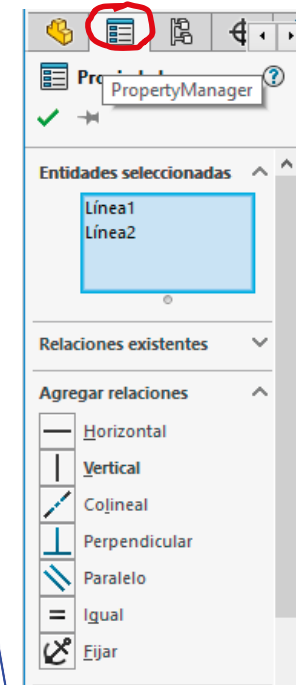 PropertyManager
Entidades seleccionadas
Línea1
Línea2
Relaciones existentes
Agregar relaciones
Horizontal
Vertical
Colineal
Perpendicular
Paralelo
Igual
Fijar